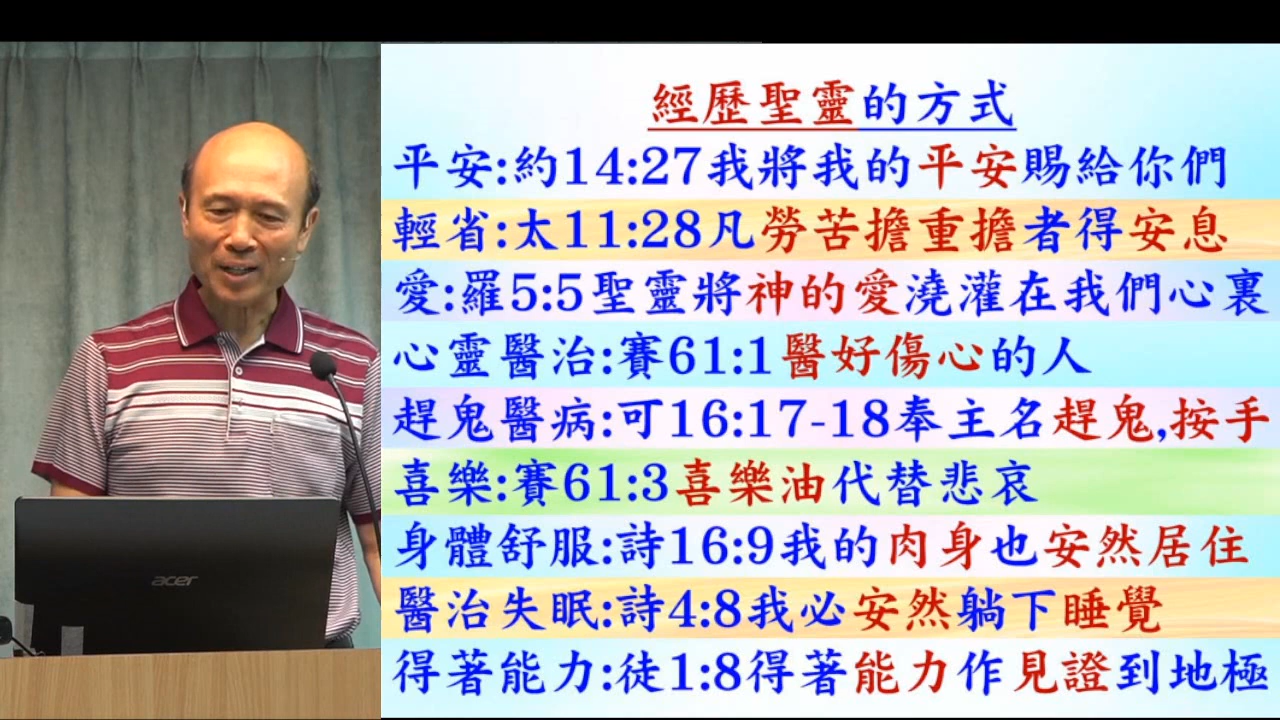 經歷聖靈的方式
平安:約14:27我將我的平安賜給你們
輕省:太11:28凡勞苦擔重擔者得安息
愛:羅5:5聖靈將神的愛澆灌在我們心裏
心靈醫治:賽61:1醫好傷心的人
趕鬼醫病:可16:17-18奉主名趕鬼,按手
喜樂:賽61:3喜樂油代替悲哀
身體舒服:詩16:9我的肉身也安然居住
醫治失眠:詩4:8我必安然躺下睡覺
得著能力:徒1:8得著能力作見證到地極
acer